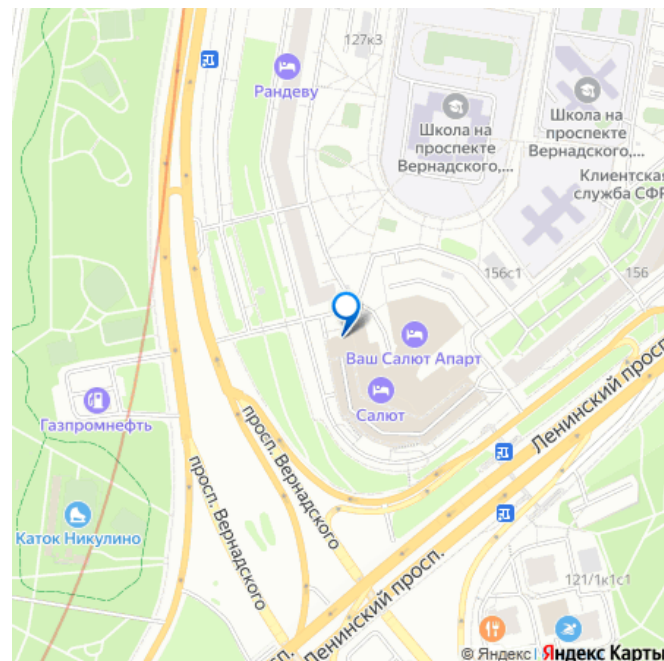 127к3
Рандеву
Школа на
проспекте
Вернадского,...
Школа на
проспекте
Вернадского,...
Клиентская
служба СФР
156с1
156
Ваш Салют Апарт
Салют
Газпромнефть
Ленинский просп.
просп. Вернадского
просп. Вернадского
Каток Никулино
Ленинский просп.
сп.
121/1к1с1
© Яндекс
Яндекс Карты